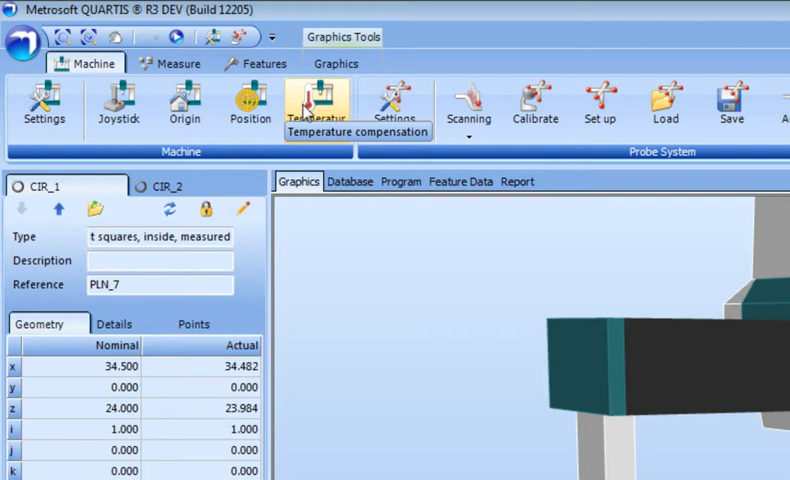 Metrosoft QUARTIS ® R3 DEV (Build 12205)
Graphics Tools
Machine
Measure
Features
Graphics
Settings
Joystick
Origin
Position
Temperatur
Settings
Scanning
Calibrate
Set up
Load
Save
Temperature compensation
Machine
Probe System
CIR_1
CIR_2
Graphics
Database
Program
Feature Data
Report
Type
t squares, inside, measured
Description
Reference
PLN_7
Geometry
Details
Points
Nominal
Actual
x 34.500 34.482
y 0.000 0.000
z 24.000 23.984
i 1.000 1.000
j 0.000 0.000
k 0.000 0.000